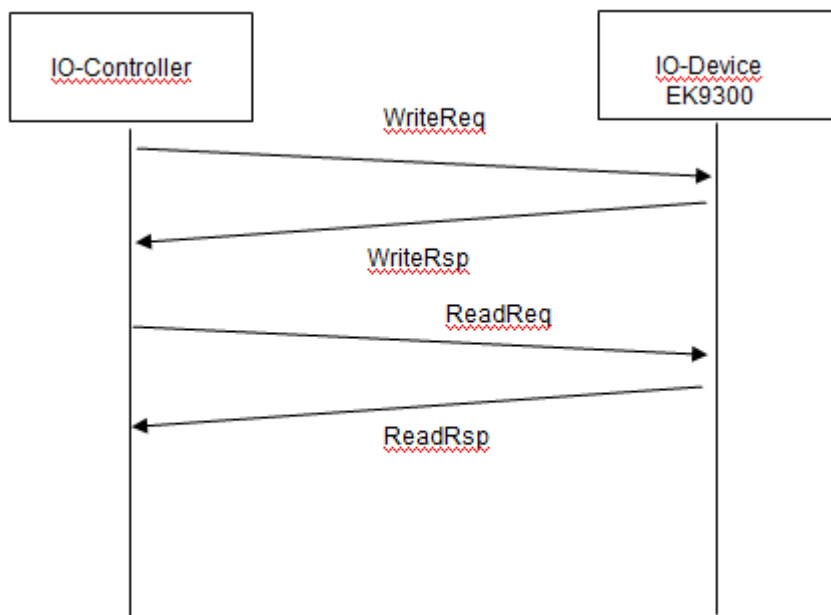 IO-Controller
IO-Device
EK9300
WriteReq
WriteRsp
ReadReq
ReadRsp